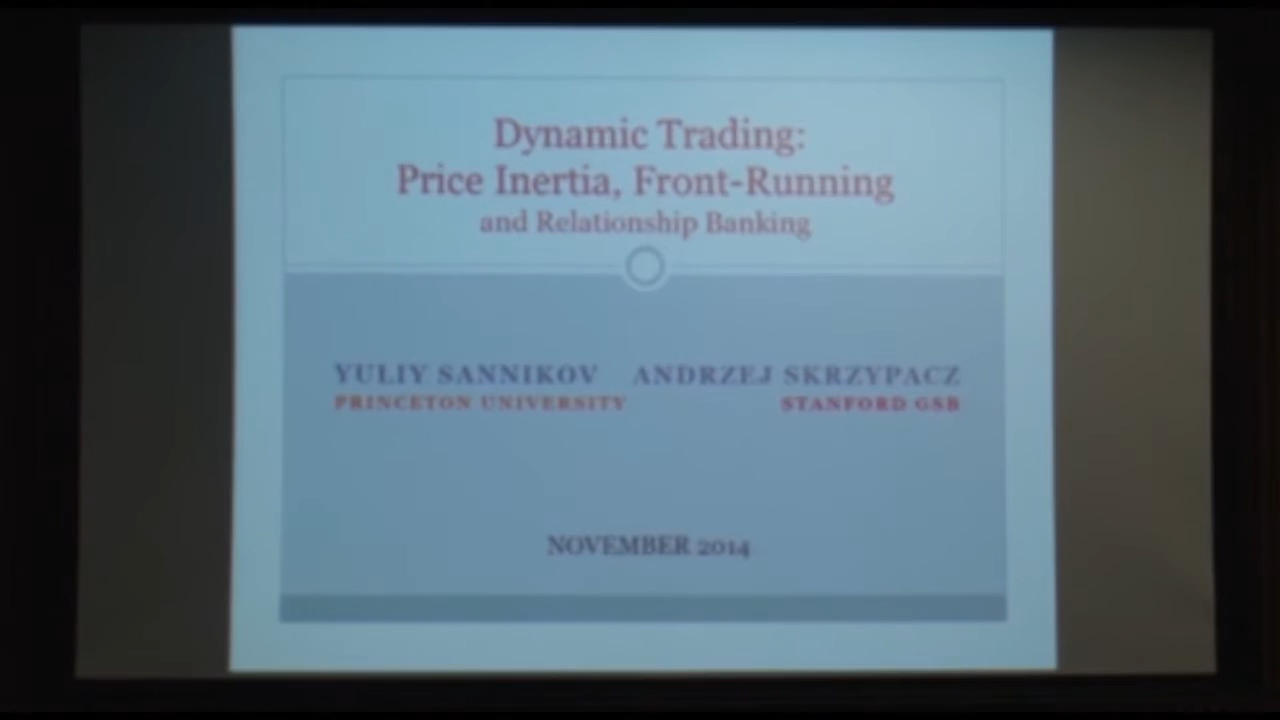 Dynamic Trading:
Price Inertia, Front-Running
and Relationship Banking
YULIY SANNIKOV ANDRZEJ SKRZYPACZ
PRINCETON UNIVERSITY STANFORD GSB
NOVEMBER 2014